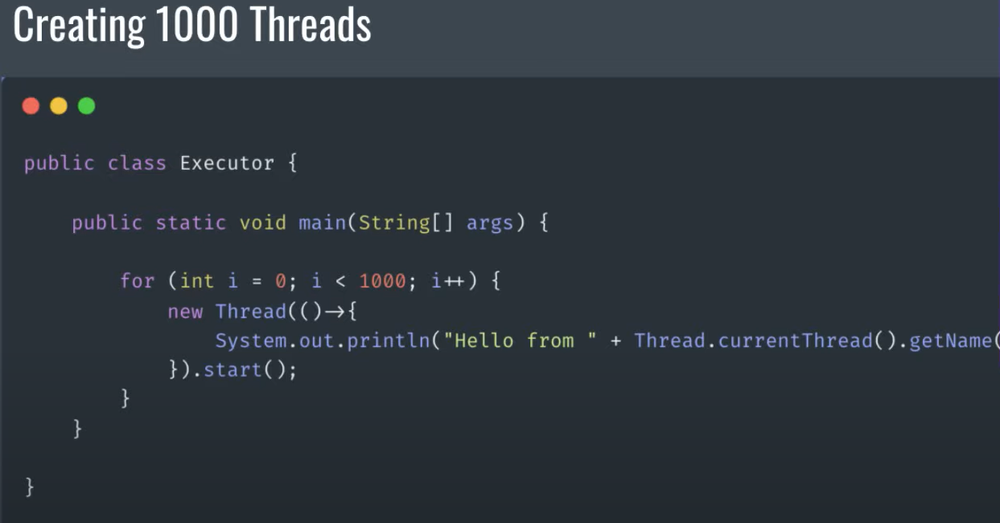 Creating 1000 Threads
public class Executor {
public static void main(String[] args) {
for (int i = 0; i < 1000; i++) {
new Thread(()->{
System.out.println("Hello from " + Thread.currentThread().getName(
}).start();
}
}
}